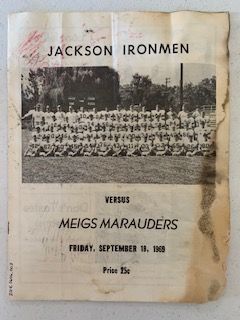 JACKSON IRONMEN
VERSUS
MEIGS MARAUDERS
FRIDAY, SEPTEMBER 19, 1969
Price 25c